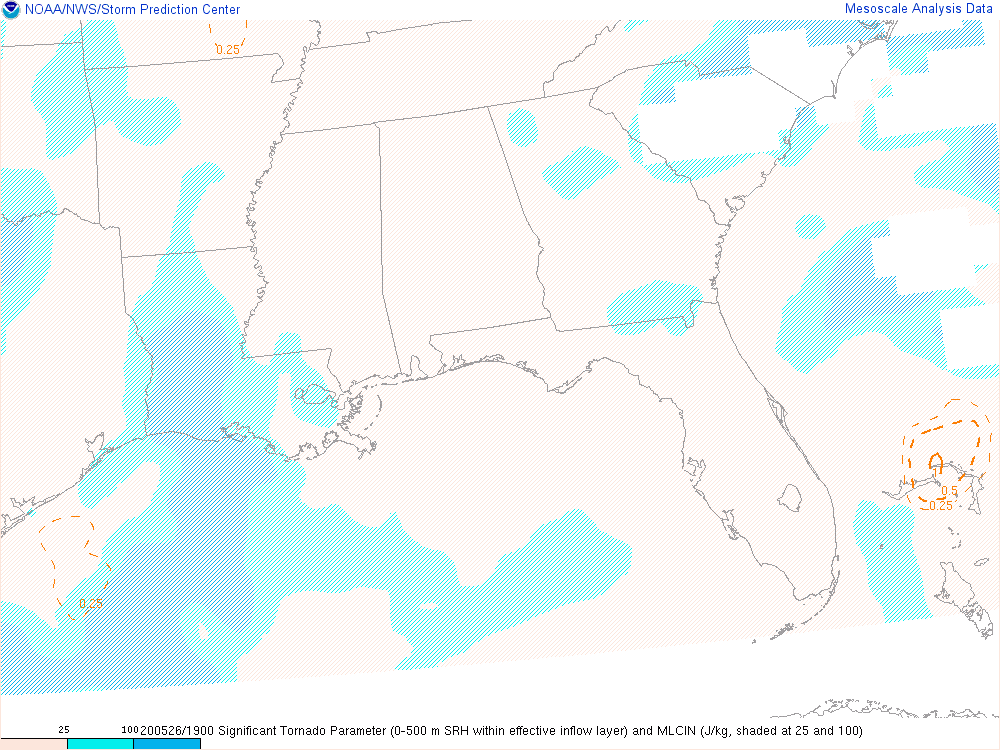 NOAA/NWS/Storm Prediction Center
Mesoscale Analysis Data
0.25
0.5
0.25
0.25
25 100
200526/1900 Significant Tornado Parameter (0-500 m SRH within effective inflow layer) and MLCIN (J/kg, shaded at 25 and 100)